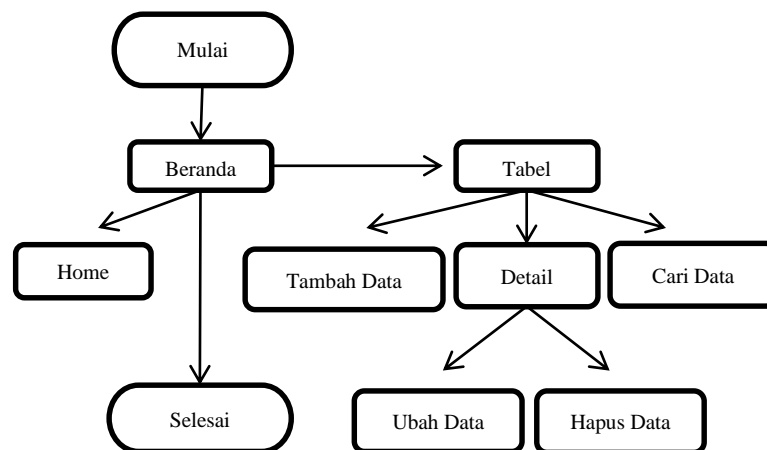 Mulai
Beranda
Tabel
Home
Tambah Data
Detail
Cari Data
Selesai
Ubah Data
Hapus Data